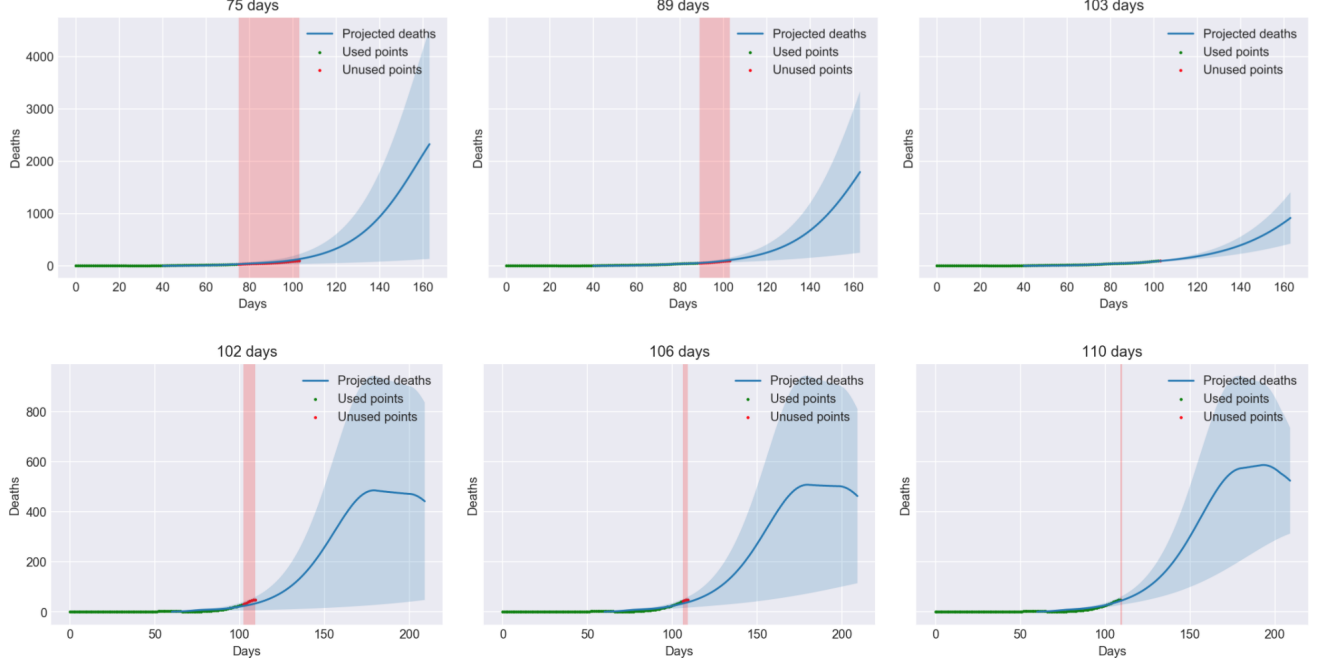 75 days
89 days
103 days
Projected deaths
Used points
Unused points
Projected deaths
Used points
Unused points
Projected deaths
Used points
Unused points
4000
3000
2000
1000
0
Deaths
Deaths
Deaths
0 20 40 60 80 100 120 140 160
0 20 40 60 80 100 120 140 160
0 20 40 60 80 100 120 140 160
Days
Days
Days
102 days
106 days
110 days
Projected deaths
Used points
Unused points
Projected deaths
Used points
Unused points
Projected deaths
Used points
Unused points
800
600
400
200
0
Deaths
Deaths
Deaths
0 50 100 150 200
0 50 100 150 200
0 50 100 150 200
Days
Days
Days